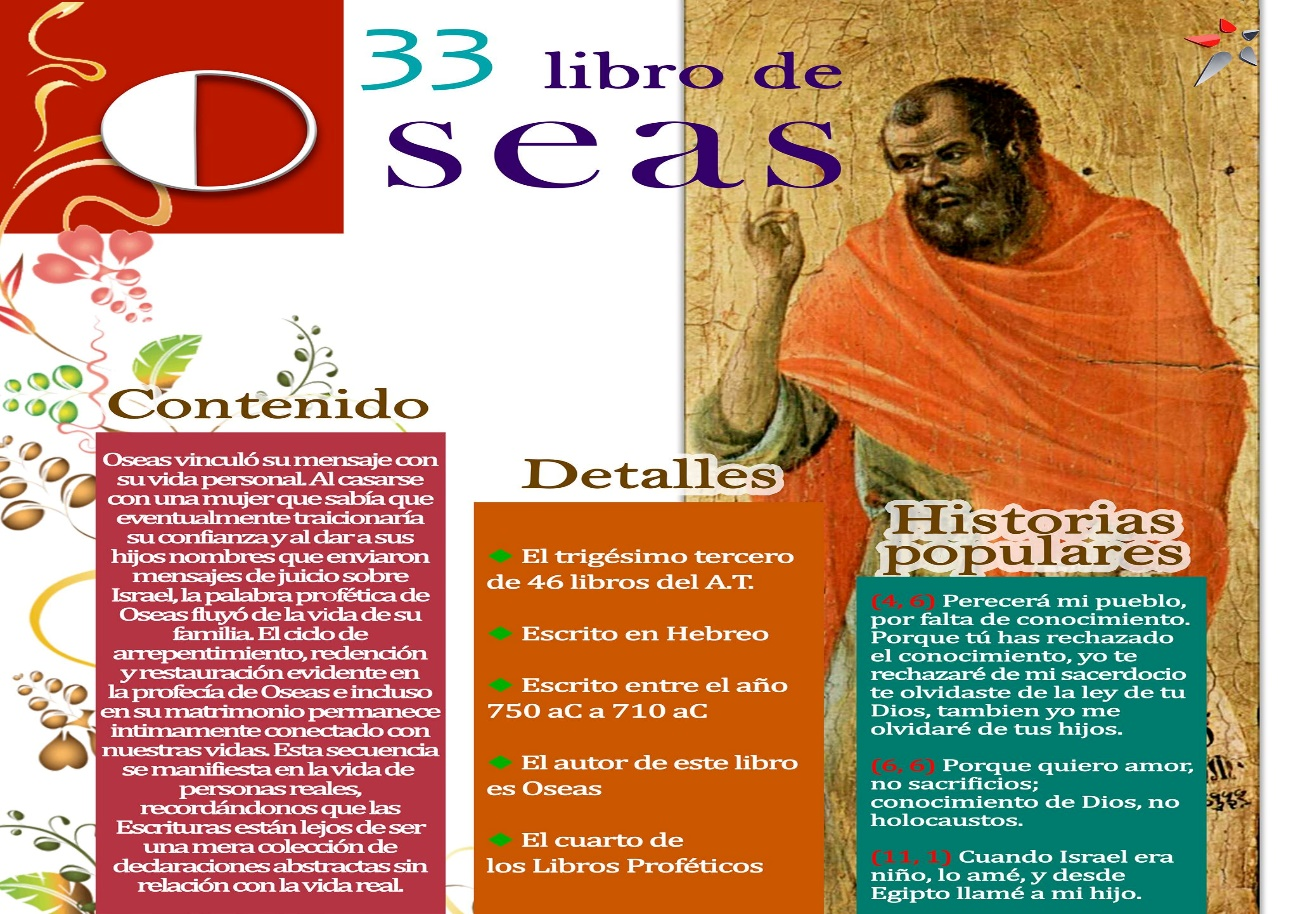 33 libro de
Oseas
Contenido
Oseas vinculó su mensaje con
su vida personal. Al casarse
con una mujer que sabía que
eventualmente traicionaría
su confianza y al dar a sus
hijos nombres que enviaron
mensajes de juicio sobre
Israel, la palabra profética de
Oseas fluyó de la vida de su
familia. El ciclo de
arrepentimiento, redención
y restauración evidente en
la profecía de Oseas e incluso
en su matrimonio permanece
intimamente conectado con
nuestras vidas. Esta secuencia
se manifiesta en la vida de
personas reales,
recordándonos que las
Escrituras están lejos de ser
una mera colección de
declaraciones abstractas sin
relación con la vida real.
Detalles
◆ El trigésimo tercero
de 46 libros del A.T.
◆ Escrito en Hebreo
◆ Escrito entre el año
750 aC a 710 aC
◆ El autor de este libro
es Oseas
◆ El cuarto de
los Libros Proféticos
Historias
populares
(4, 6) Perecerá mi pueblo,
por falta de conocimiento.
Porque tú has rechazado
el conocimiento, yo te
rechazaré de mi sacerdocio
te olvidaste de la ley de tu
Dios, tambien yo me
olvidaré de tus hijos.
(6, 6) Porque quiero amor,
no sacrificios;
conocimiento de Dios, no
holocaustos.
(11, 1) Cuando Israel era
niño, lo amé, y desde
Egipto llamé a mi hijo.